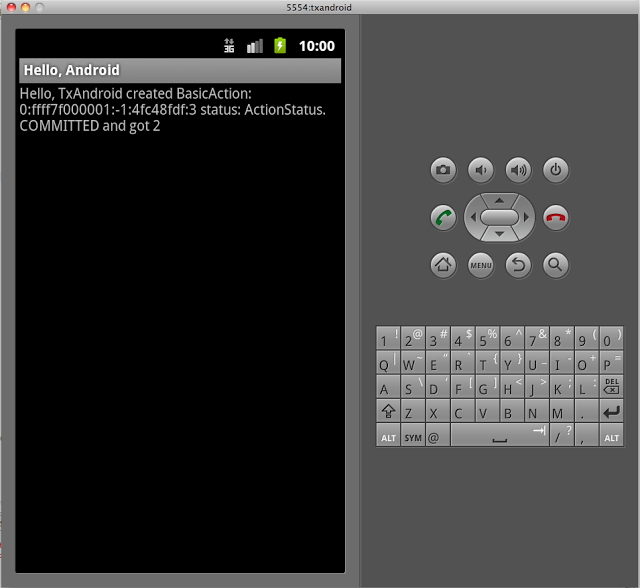 5554:txandroid
3G 10:00
Hello, Android
Hello, TxAndroid created BasicAction:
0:ffff7f000001:-1:4fc48fdf:3 status: ActionStatus.
COMMITTED and got 2
MENU
1 ! 2 @ 3 # 4 $ 5 % 6 ^ 7 & 8 * 9 ( 0 )
Q | W ~ E " R ` T { Y } U _ I - O + P =
A S \ D ' F [ G ] H < J > K ; L : DEL
Z X C V B N M .
ALT SYM @ / ? , ALT